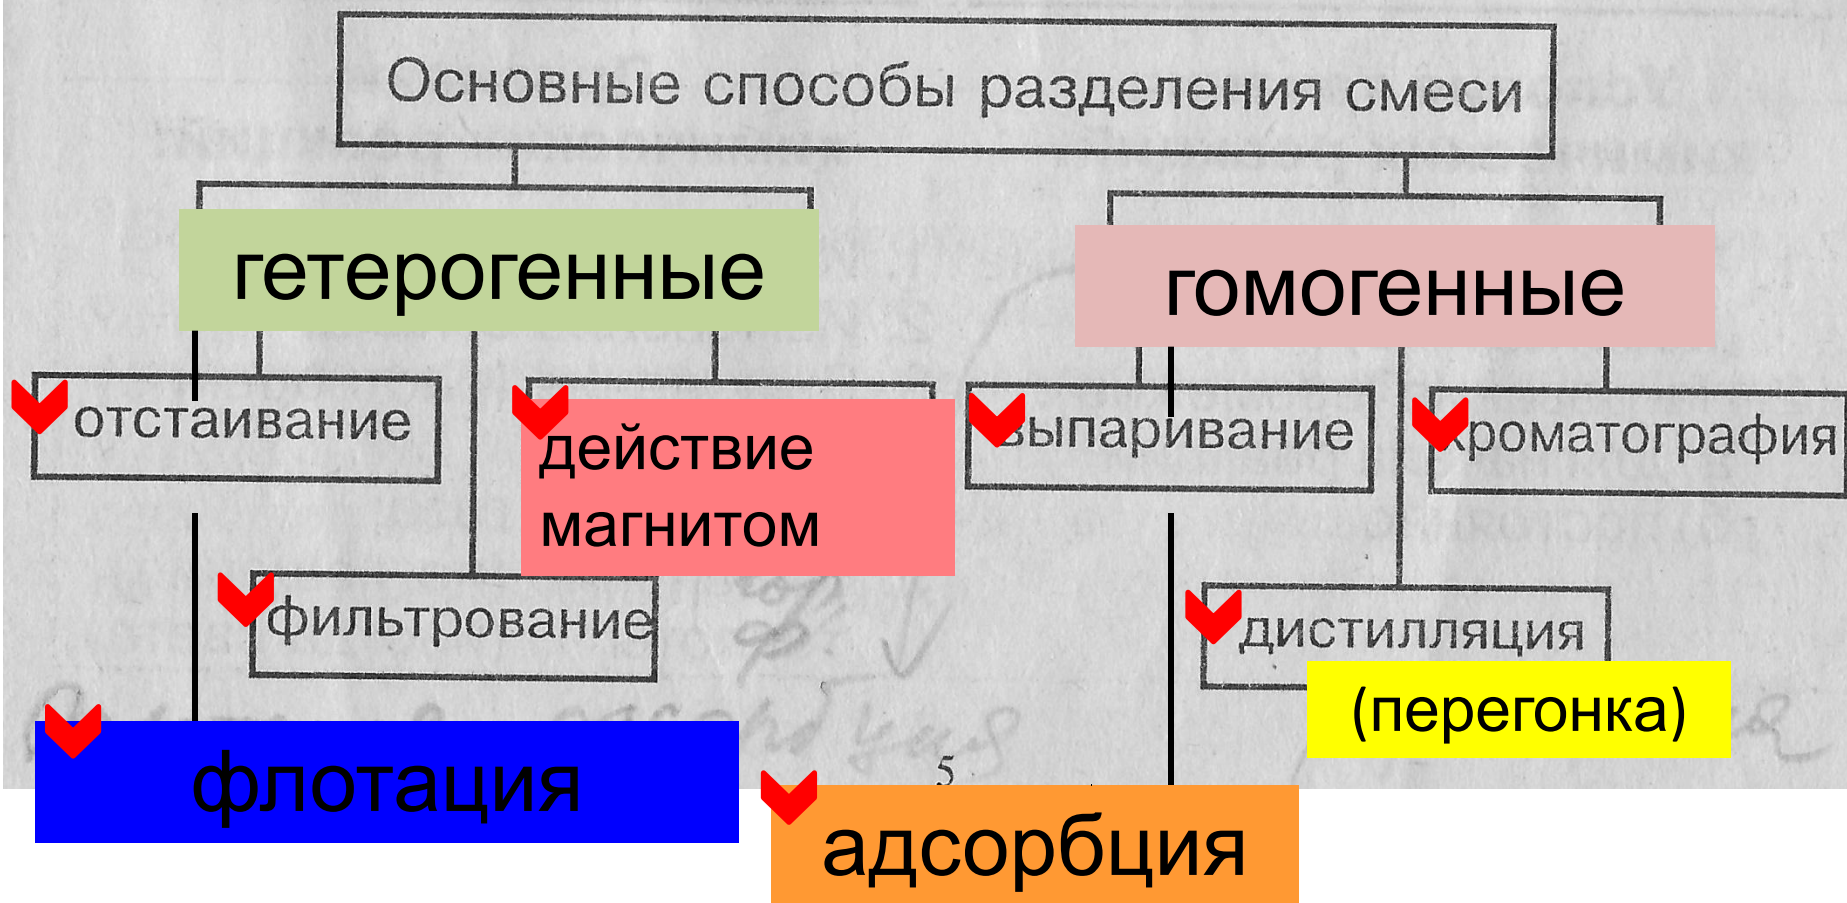 Основные способы разделения смеси
гетерогенные
гомогенные
отстаивание
действие
магнитом
выпаривание
хроматография
фильтрование
дистилляция
(перегонка)
флотация
5
адсорбция